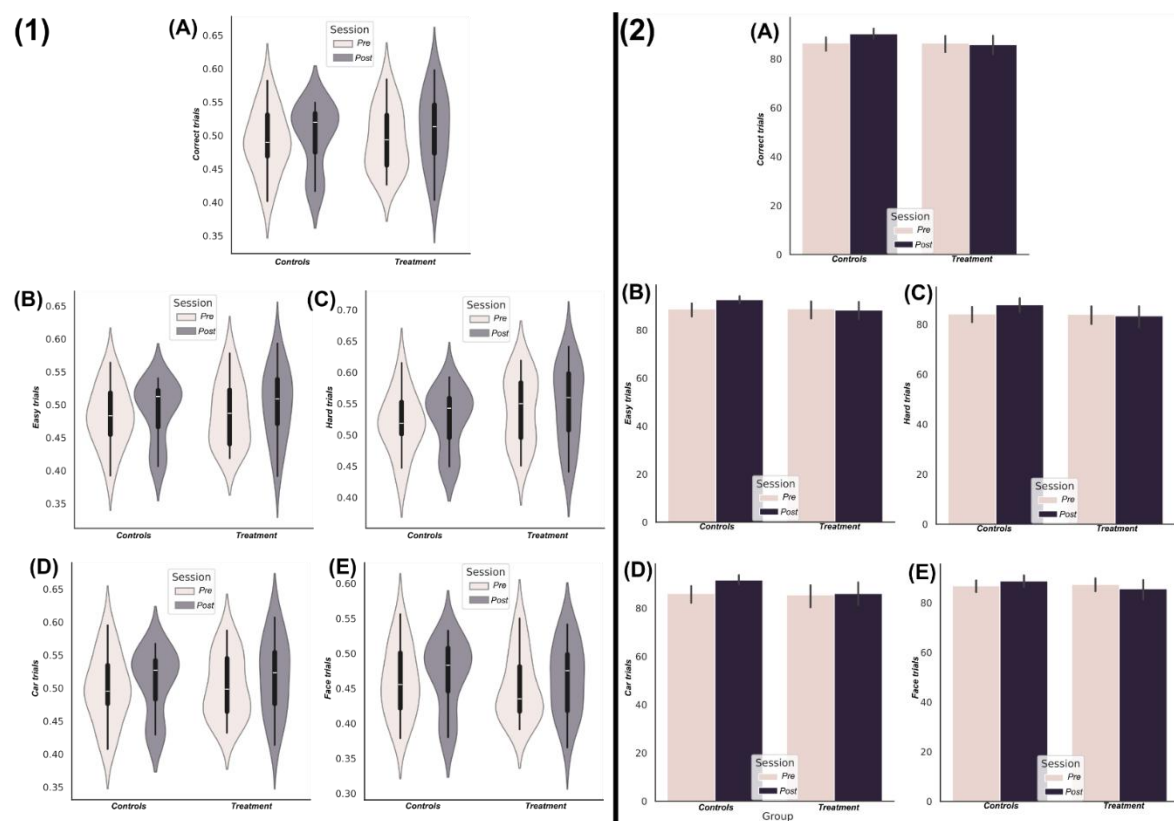 (1)
(A)
Correct trials
0.65
0.60
0.55
0.50
0.45
0.40
0.35
Session
Pre
Post
Controls
Treatment
(B)
Easy trials
0.65
0.60
0.55
0.50
0.45
0.40
0.35
Session
Pre
Post
Controls
Treatment
(C)
Hard trials
0.70
0.65
0.60
0.55
0.50
0.45
0.40
Session
Pre
Post
Controls
Treatment
(D)
Car trials
0.65
0.60
0.55
0.50
0.45
0.40
0.35
Session
Pre
Post
Controls
Treatment
(E)
Face trials
0.60
0.55
0.50
0.45
0.40
0.35
0.30
Session
Pre
Post
Controls
Treatment
(2)
(A)
Correct trials
80
60
40
20
0
Session
Pre
Post
Controls
Treatment
(B)
Easy trials
80
60
40
20
0
Session
Pre
Post
Controls
Treatment
(C)
Hard trials
80
60
40
20
0
Session
Pre
Post
Controls
Treatment
(D)
Car trials
80
60
40
20
0
Session
Pre
Post
Controls
Treatment
Group
(E)
Face trials
80
60
40
20
0
Session
Pre
Post
Controls
Treatment